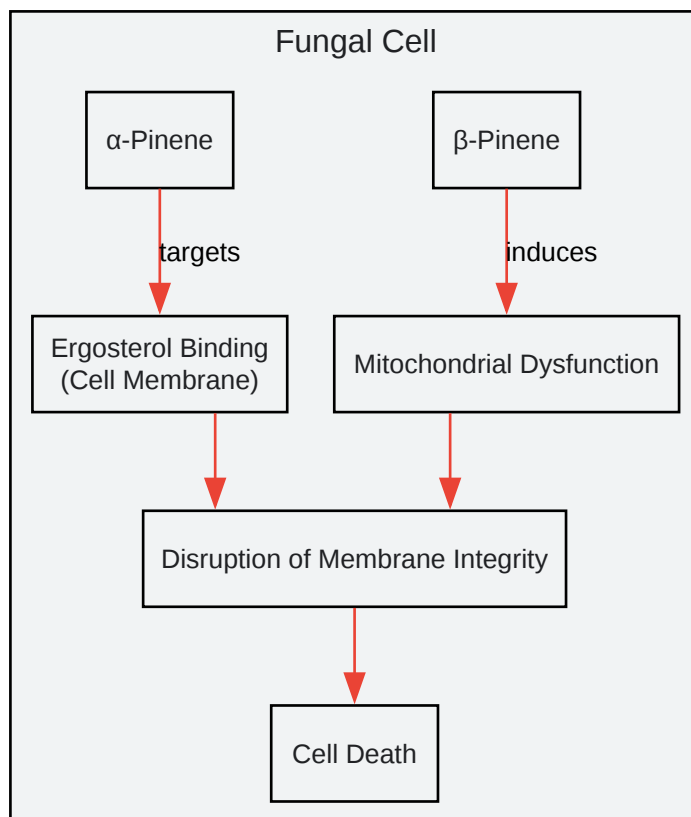 Fungal Cell
α-Pinene
β-Pinene
targets
induces
Ergosterol Binding
(Cell Membrane)
Mitochondrial Dysfunction
Disruption of Membrane Integrity
Cell Death